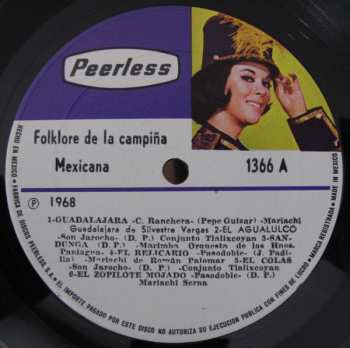 Peerless
Folklore de la campiña
Mexicana
1366 A
℗ 1968
1-GUADALAJARA -C. Ranchera- (Pepe Guizar) -Mariachi
Guadalajara de Silvestre Vargas 2-EL AGUALULCO
-Son Jarocho- (D. P.) Conjunto Tlalixcoyan 3-SAN-
DUNGA (D. P.) -Marimba Orquesta de los Hnos.
Paniagua- 4-EL RELICARIO -Pasodoble- (J. Padi-
lla) -Mariachi de Román Palomar 5-EL COLAS
-Son Jarocho- (D. P.) -Conjunto Tlalixcoyan
6-EL ZOPILOTE MOJADO -Pasodoble- (D. P.)
Mariachi Serna
HECHO EN MEXICO • FABRICA DE DISCOS PEERLESS, S.A. • EL IMPORTE PAGADO POR ESTE DISCO NO AUTORIZA SU EJECUCION PUBLICA CON FINES DE LUCRO • MARCA REGISTRADA • MADE IN MEXICO